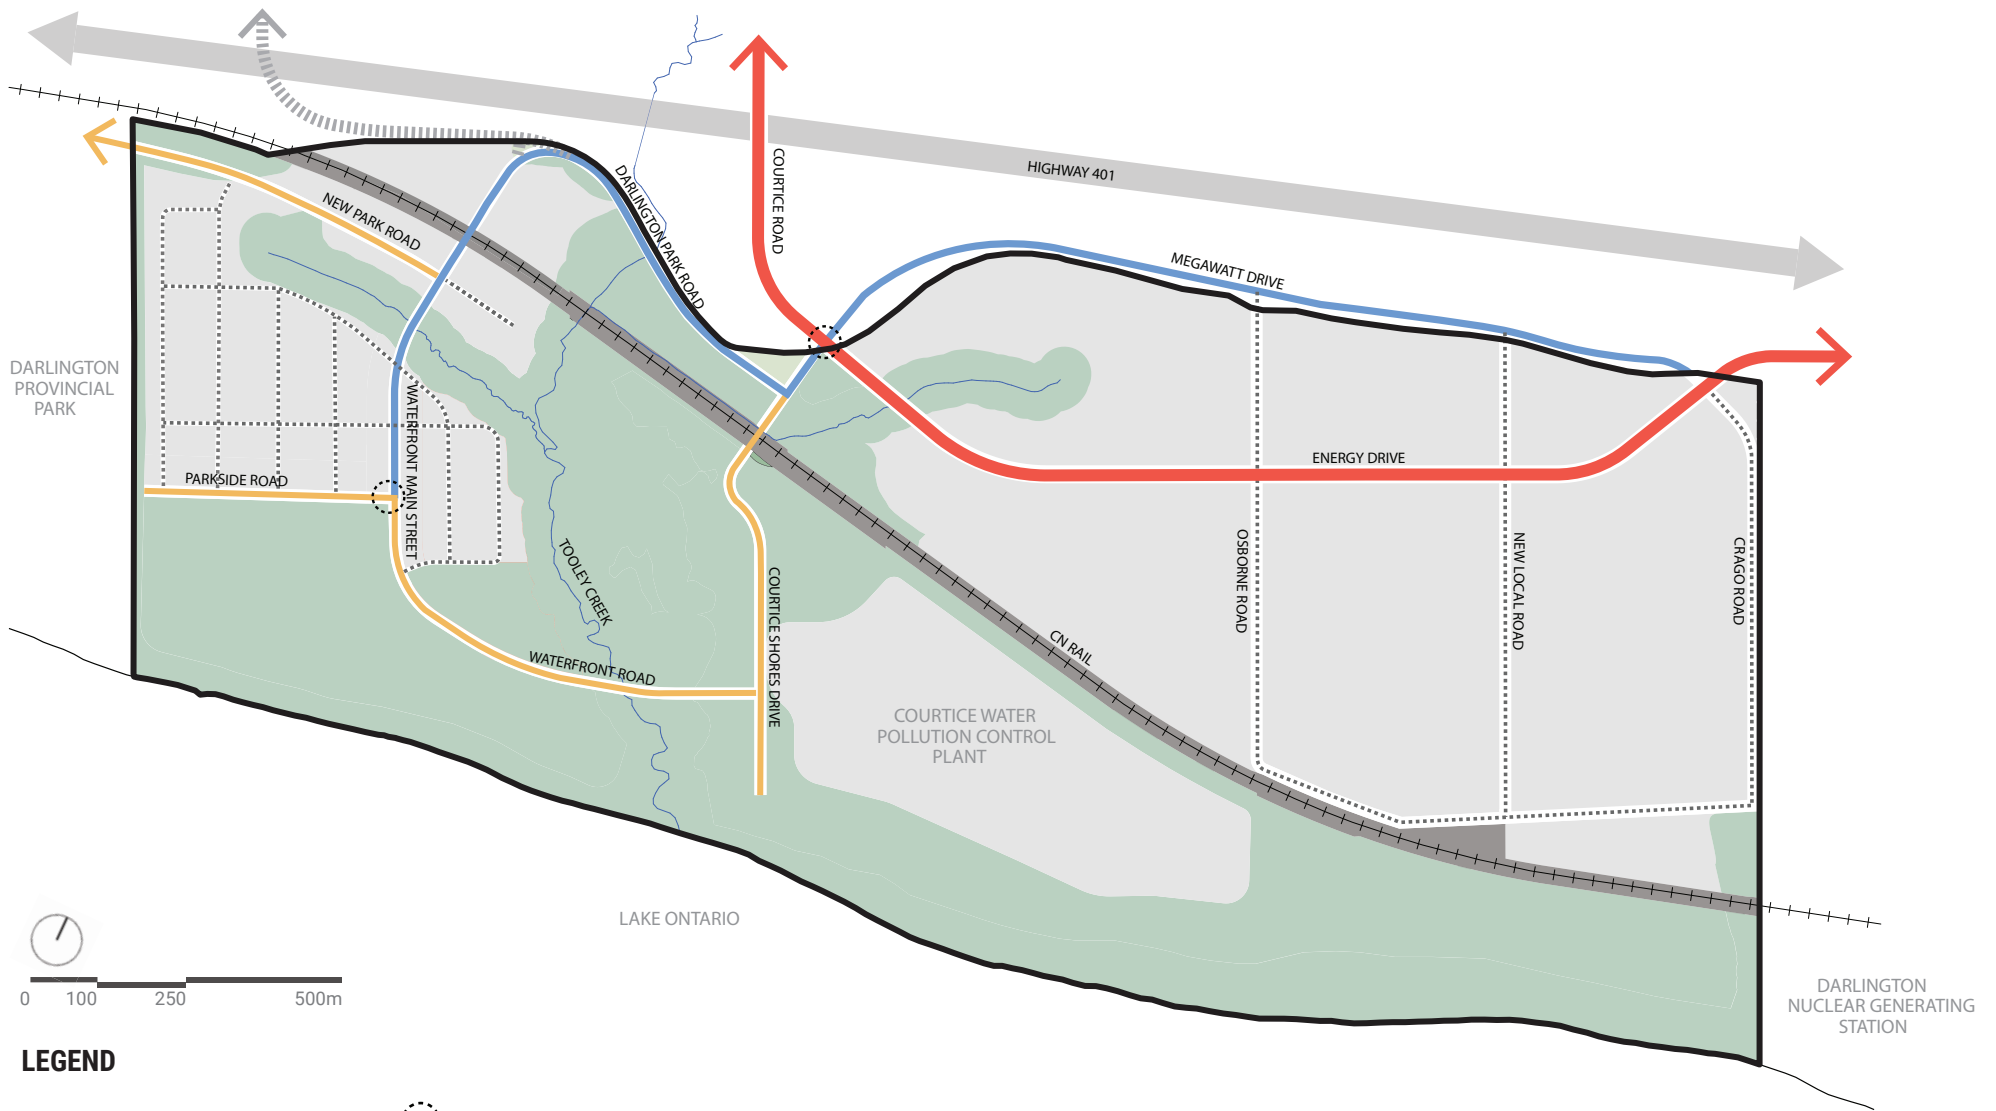 HIGHWAY 401
COURTICE ROAD
DARLINGTON PARK ROAD
NEW PARK ROAD
MEGAWATT DRIVE
DARLINGTON
PROVINCIAL
PARK
WATERFRONT MAIN STREET
PARKSIDE ROAD
ENERGY DRIVE
OSBORNE ROAD
NEW LOCAL ROAD
CRAGO ROAD
TOOLEY CREEK
COURTICE SHORES DRIVE
CN RAIL
WATERFRONT ROAD
COURTICE WATER
POLLUTION CONTROL
PLANT
LAKE ONTARIO
DARLINGTON
NUCLEAR GENERATING
STATION
0 100 250 500m
LEGEND